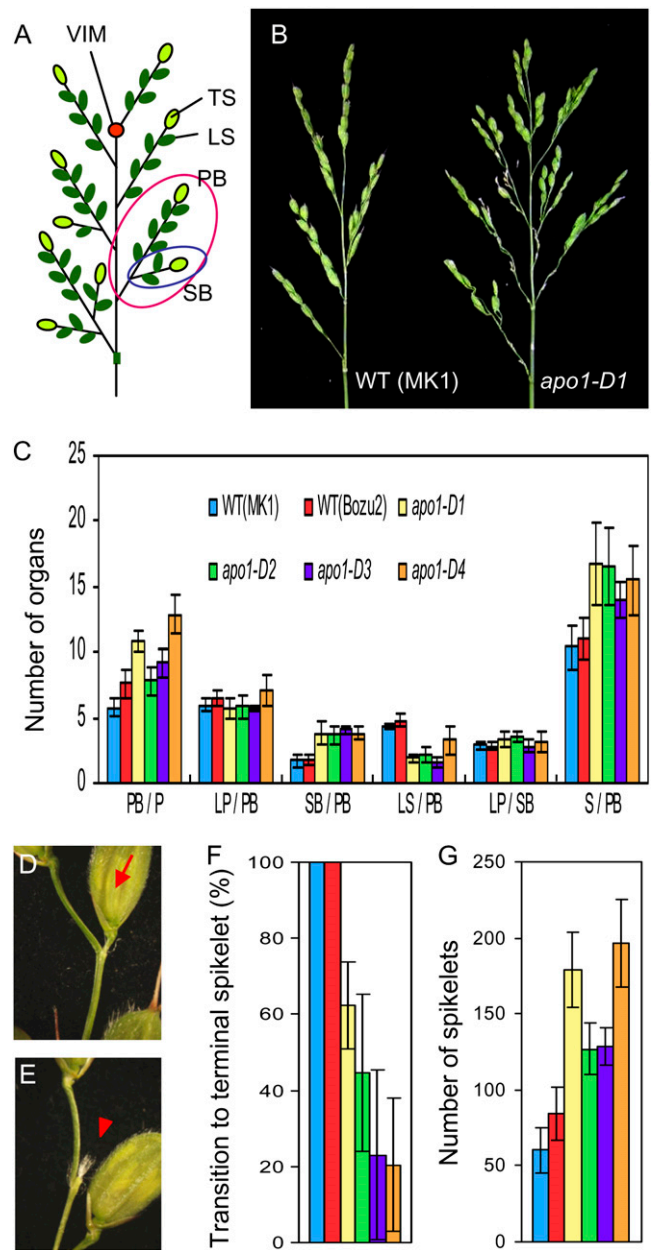 A
VIM
TS
LS
PB
SB
B
WT (MK1)
apo1-D1
C
Number of organs
25
20
15
10
5
0
WT(MK1)
WT(Bozu2)
apo1-D1
apo1-D2
apo1-D3
apo1-D4
PB / P
LP / PB
SB / PB
LS / PB
LP / SB
S / PB
D
E
F
Transition to terminal spikelet (%)
100
80
60
40
20
0
G
Number of spikelets
250
200
150
100
50
0